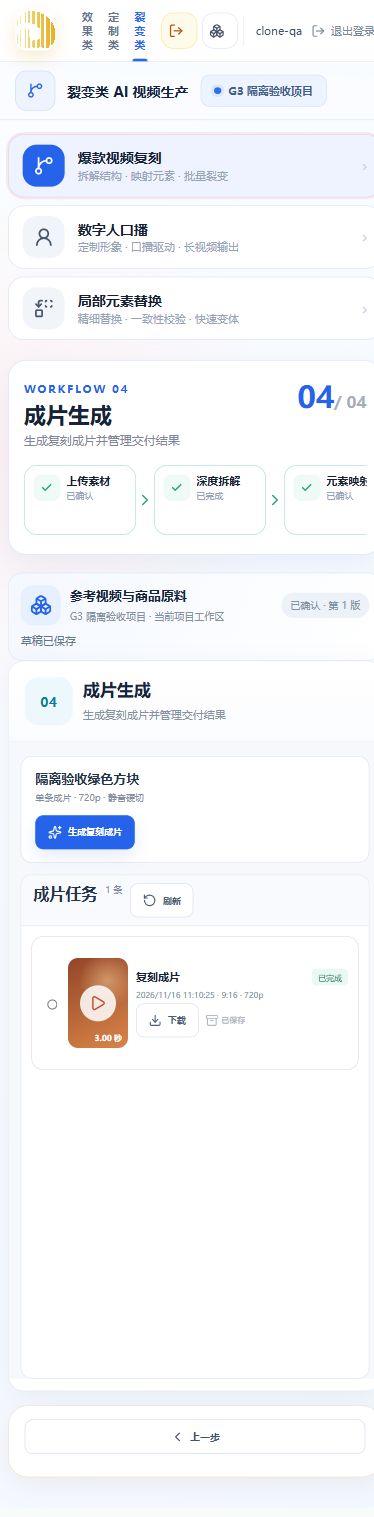 效果类
定制类
裂变类
clone-qa
退出登录
裂变类 AI 视频生产
G3 隔离验收项目
爆款视频复刻
拆解结构 · 映射元素 · 批量裂变
数字人口播
定制形象 · 口播驱动 · 长视频输出
局部元素替换
精细替换 · 一致性校验 · 快速变体
WORKFLOW 04
04 / 04
成片生成
生成复刻成片并管理交付结果
上传素材
已确认
深度拆解
已完成
元素映射
已确认
参考视频与商品原料
G3 隔离验收项目 · 当前项目工作区
已确认 · 第 1 版
草稿已保存
04
成片生成
生成复刻成片并管理交付结果
隔离验收绿色方块
单条成片 · 720p · 静音硬切
生成复刻成片
成片任务
1 条
刷新
复刻成片
已完成
2026/11/16 11:10:25 · 9:16 · 720p
3.00 秒
下载
已保存
上一步